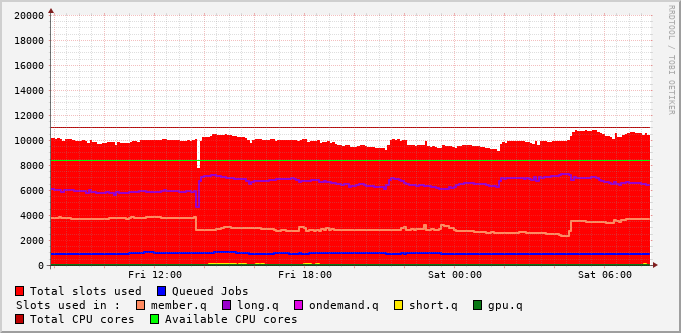 RRDTOOL / TOBI OETIKER
20000
18000
16000
14000
12000
10000
8000
6000
4000
2000
0
Fri 12:00 Fri 18:00 Sat 00:00 Sat 06:00
Total slots used Queued Jobs
Slots used in : member.q long.q ondemand.q short.q gpu.q
Total CPU cores Available CPU cores